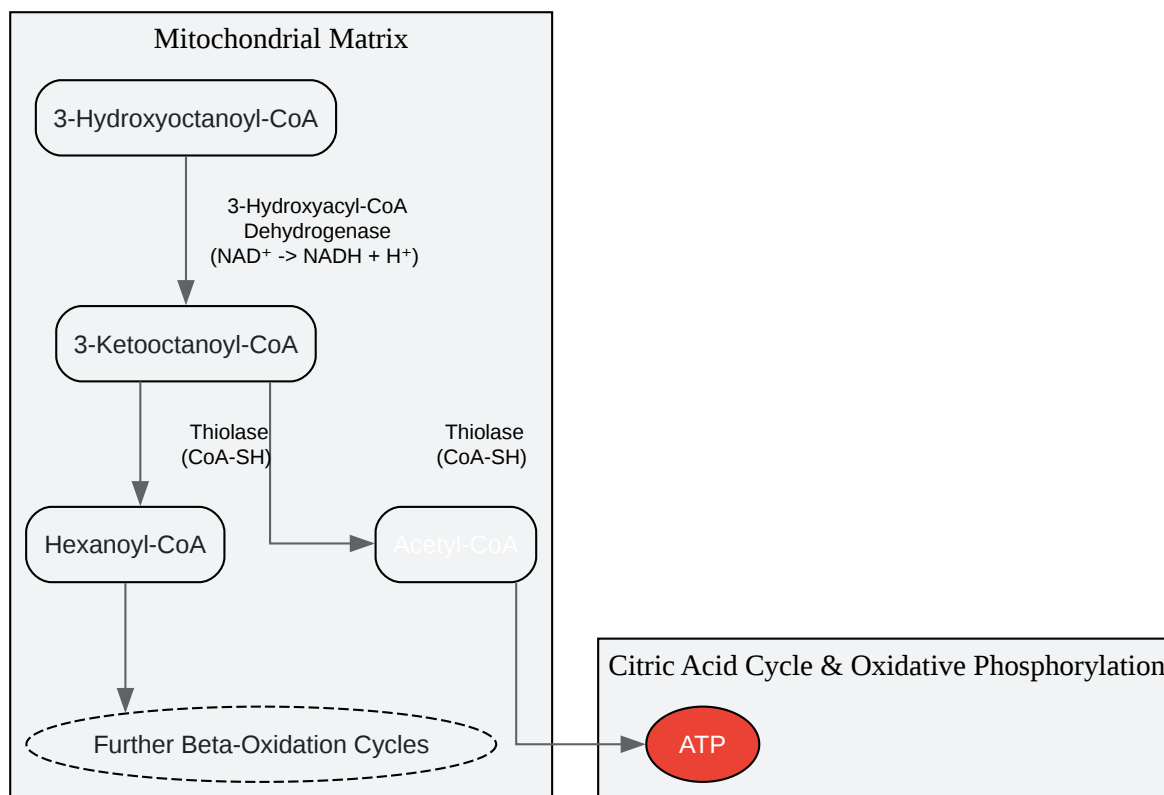 Mitochondrial Matrix
3-Hydroxyoctanoyl-CoA
3-Hydroxyacyl-CoA
Dehydrogenase
(NAD⁺ -> NADH + H⁺)
3-Ketooctanoyl-CoA
Thiolase
(CoA-SH)
Thiolase
(CoA-SH)
Hexanoyl-CoA
Acetyl-CoA
Further Beta-Oxidation Cycles
Citric Acid Cycle & Oxidative Phosphorylation
ATP